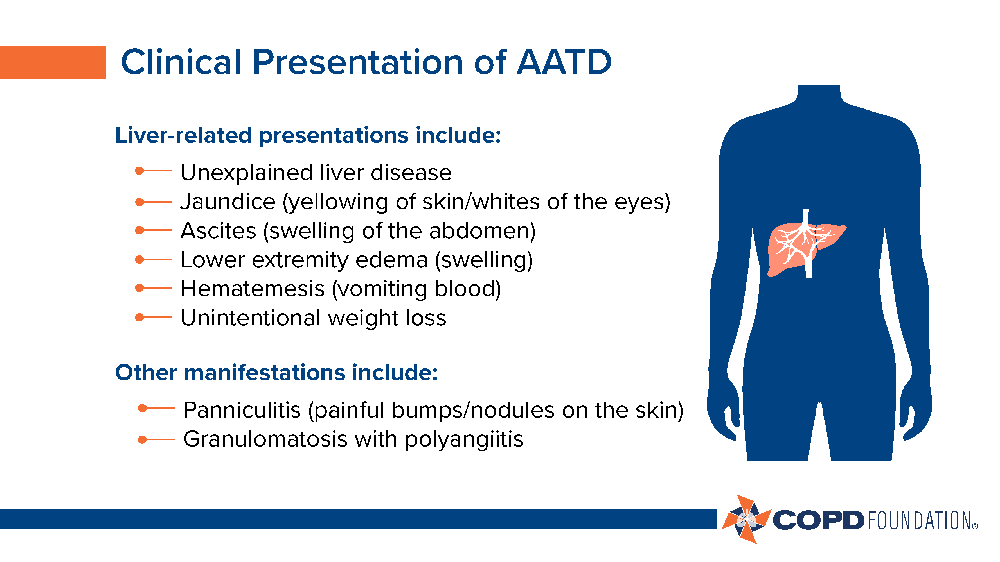 Clinical Presentation of AATD
Liver-related presentations include:
Unexplained liver disease
Jaundice (yellowing of skin/whites of the eyes)
Ascites (swelling of the abdomen)
Lower extremity edema (swelling)
Hematemesis (vomiting blood)
Unintentional weight loss
Other manifestations include:
Panniculitis (painful bumps/nodules on the skin)
Granulomatosis with polyangiitis
COPD FOUNDATION®